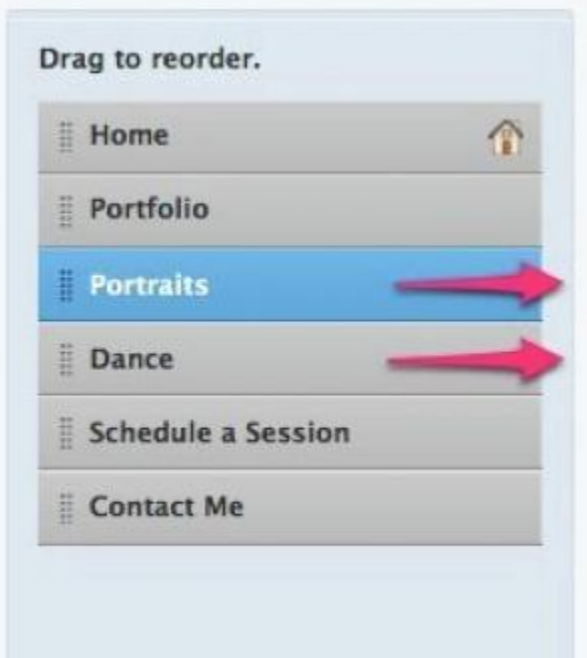 Drag to reorder.
Home
Portfolio
Portraits
Dance
Schedule a Session
Contact Me